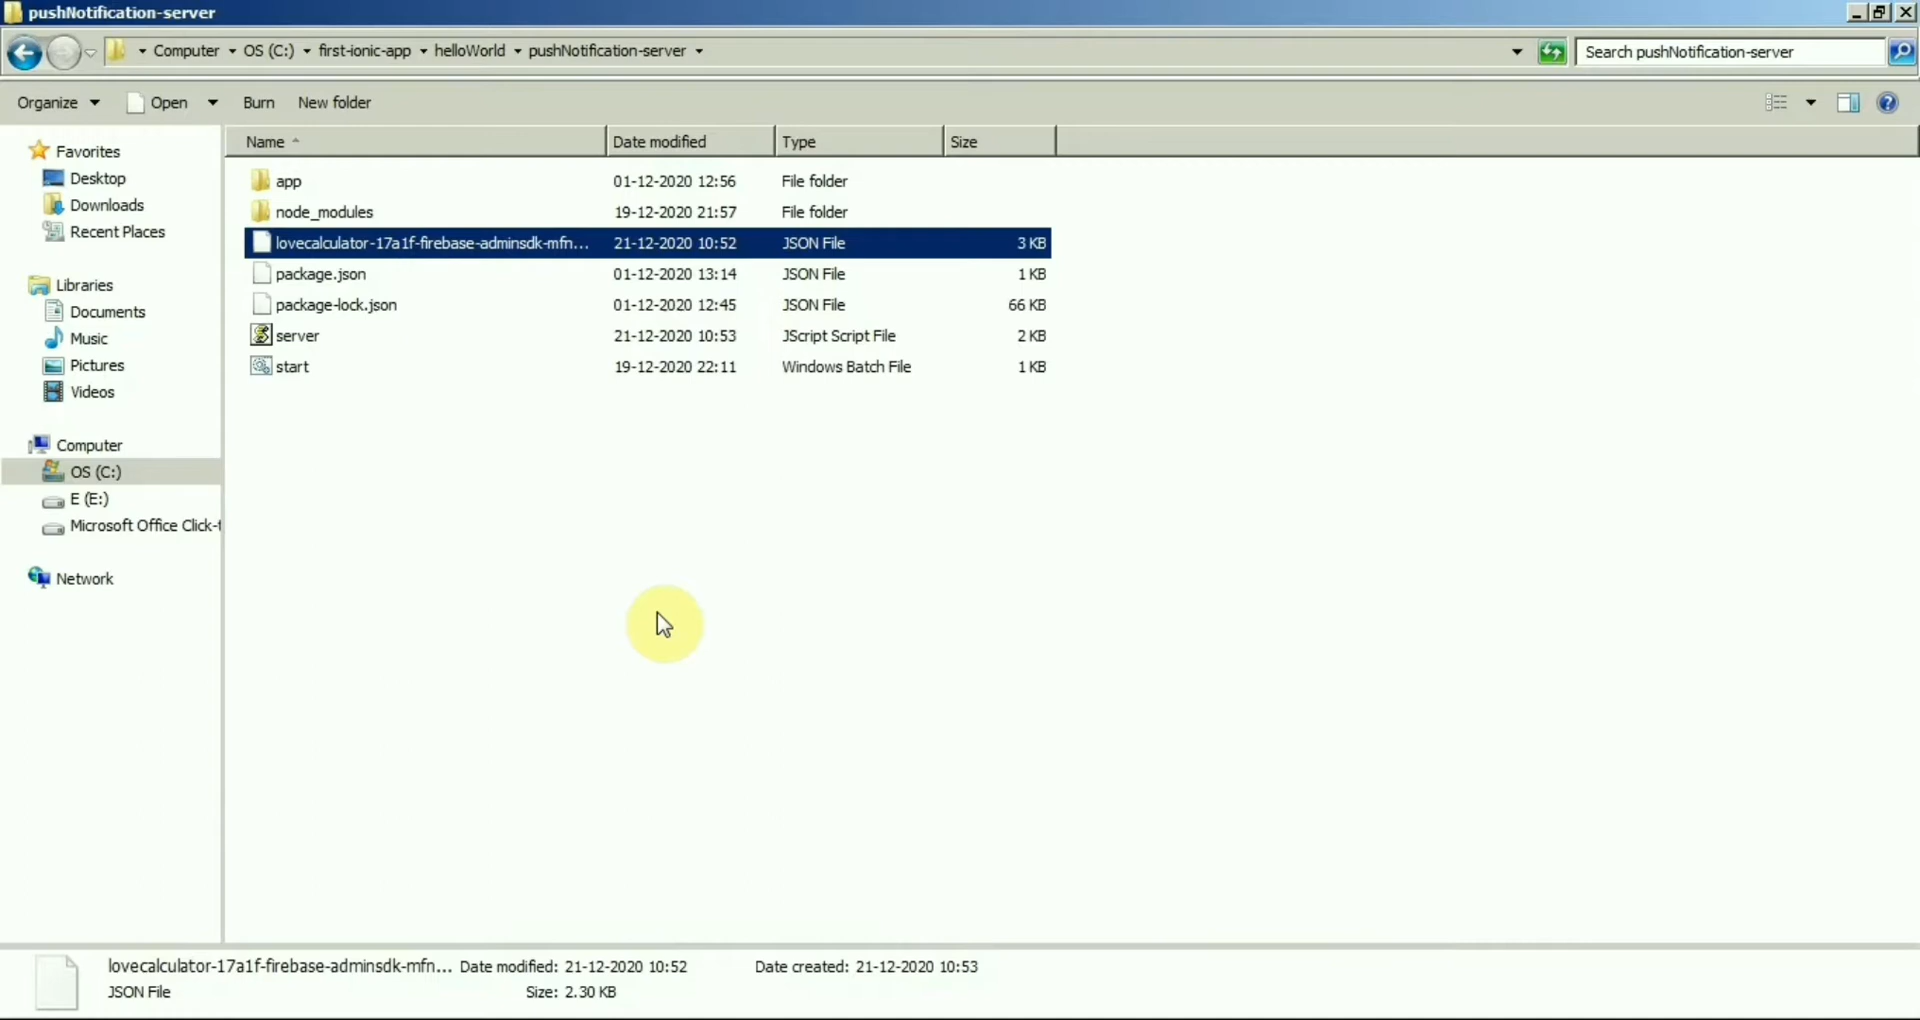 pushNotification-server
Computer OS (C:) first-ionic-app helloWorld pushNotification-server
Search pushNotification-server
Organize Open Burn New folder
Name Date modified Type Size
Favorites
Desktop
Downloads
Recent Places
Libraries
Documents
Music
Pictures
Videos
Computer
OS (C:)
E (E:)
Microsoft Office Click-t
Network
app 01-12-2020 12:56 File folder
node_modules 19-12-2020 21:57 File folder
lovecalculator-17a1f-firebase-adminsdk-mfn... 21-12-2020 10:52 JSON File 3 KB
package.json 01-12-2020 13:14 JSON File 1 KB
package-lock.json 01-12-2020 12:45 JSON File 66 KB
server 21-12-2020 10:53 JScript Script File 2 KB
start 19-12-2020 22:11 Windows Batch File 1 KB
lovecalculator-17a1f-firebase-adminsdk-mfn... Date modified: 21-12-2020 10:52 Date created: 21-12-2020 10:53
JSON File Size: 2.30 KB